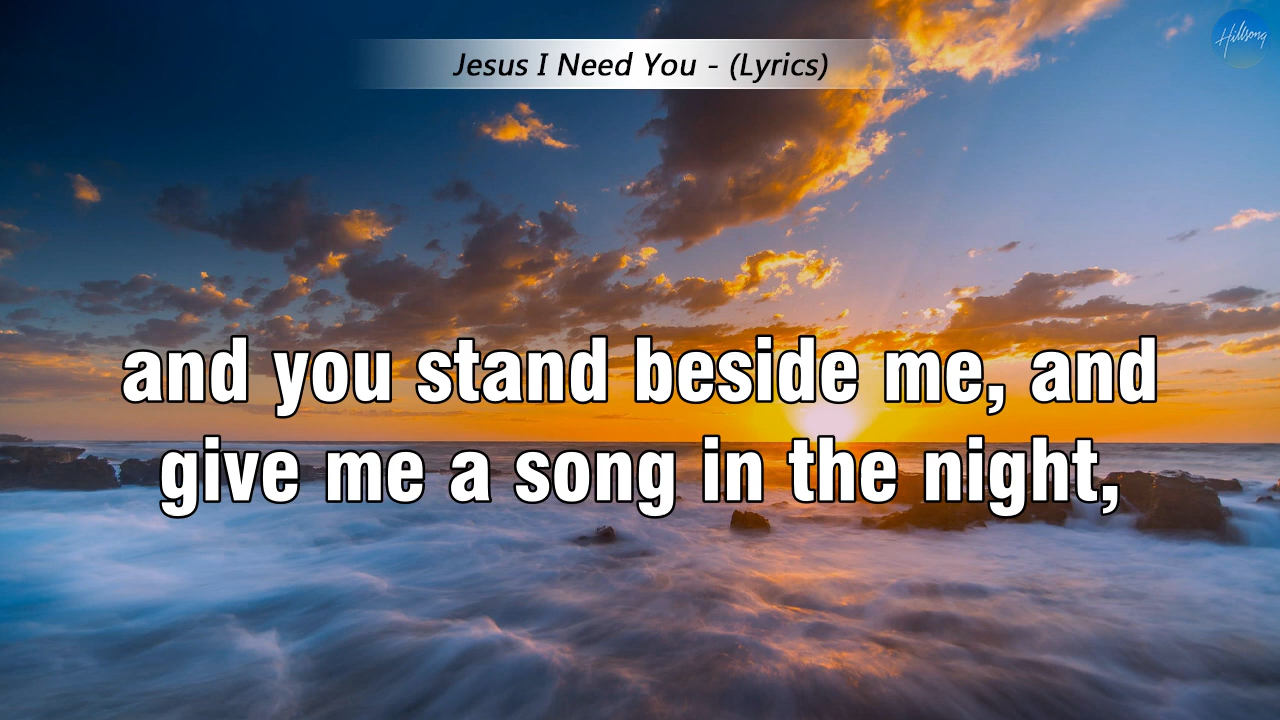 Hillsong
Jesus I Need You - (Lyrics)
and you stand beside me, and
give me a song in the night,